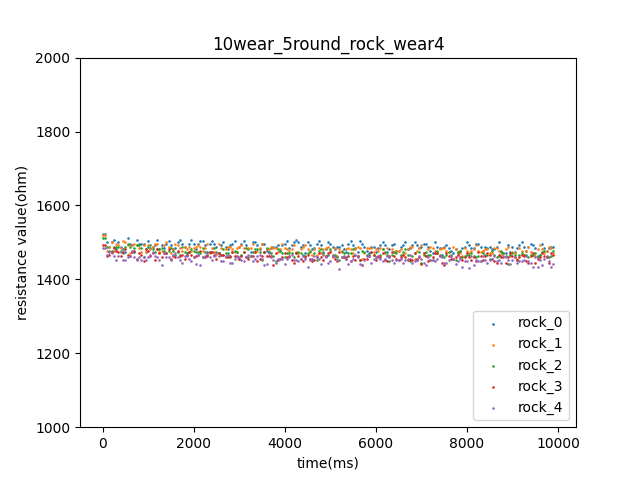 10wear_5round_rock_wear4
2000
1800
1600
1400
1200
1000
resistance value(ohm)
0
2000
4000
6000
8000
10000
time(ms)
rock_0
rock_1
rock_2
rock_3
rock_4